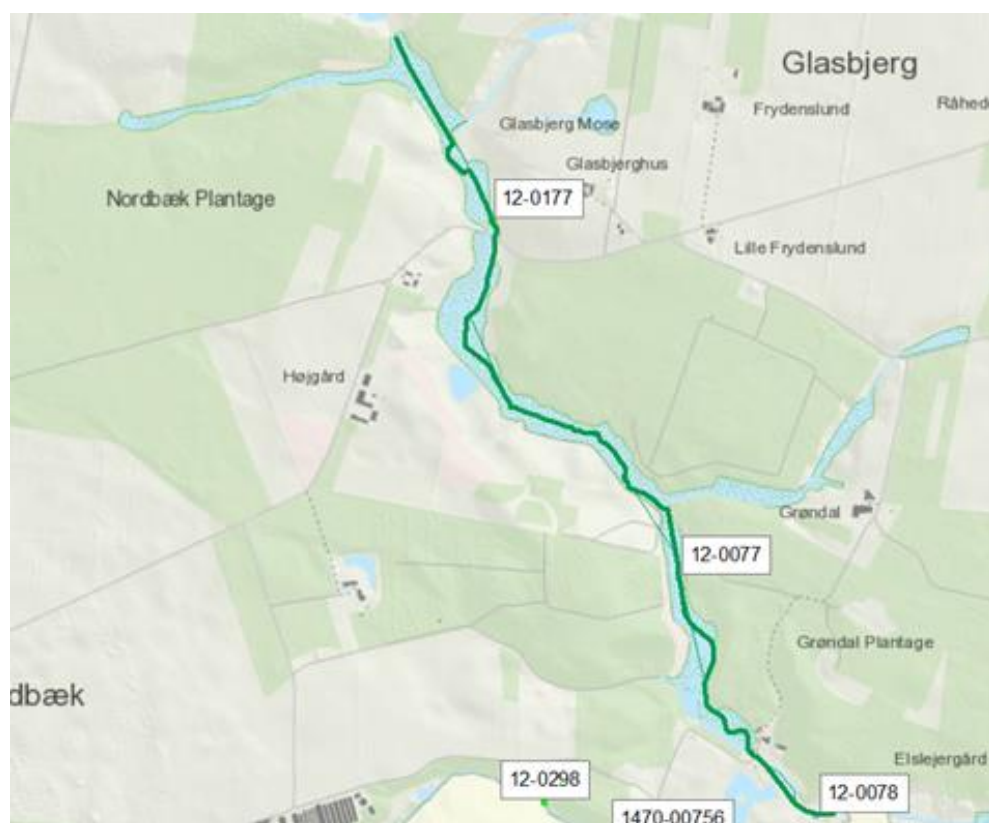 Glasbjerg
Frydenslund
Glasbjerg Mose
Glasbjerghus
Nordbæk Plantage
12-0177
Lille Frydenslund
Højgård
Grøndal
12-0077
Grøndal Plantage
dbæk
Elslejergård
12-0298
12-0078
1470-00756